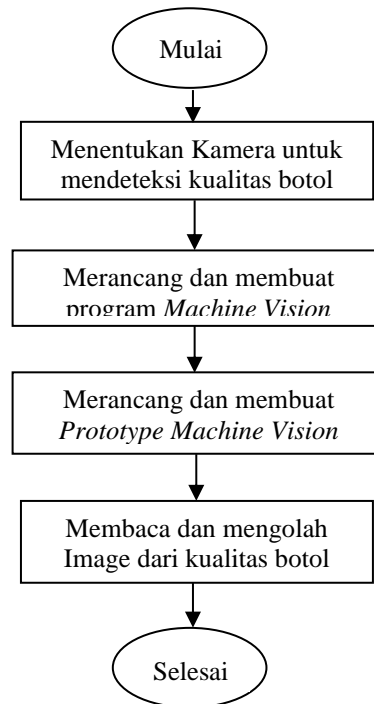 Mulai
Menentukan Kamera untuk
mendeteksi kualitas botol
Merancang dan membuat
program Machine Vision
Merancang dan membuat
Prototype Machine Vision
Membaca dan mengolah
Image dari kualitas botol
Selesai